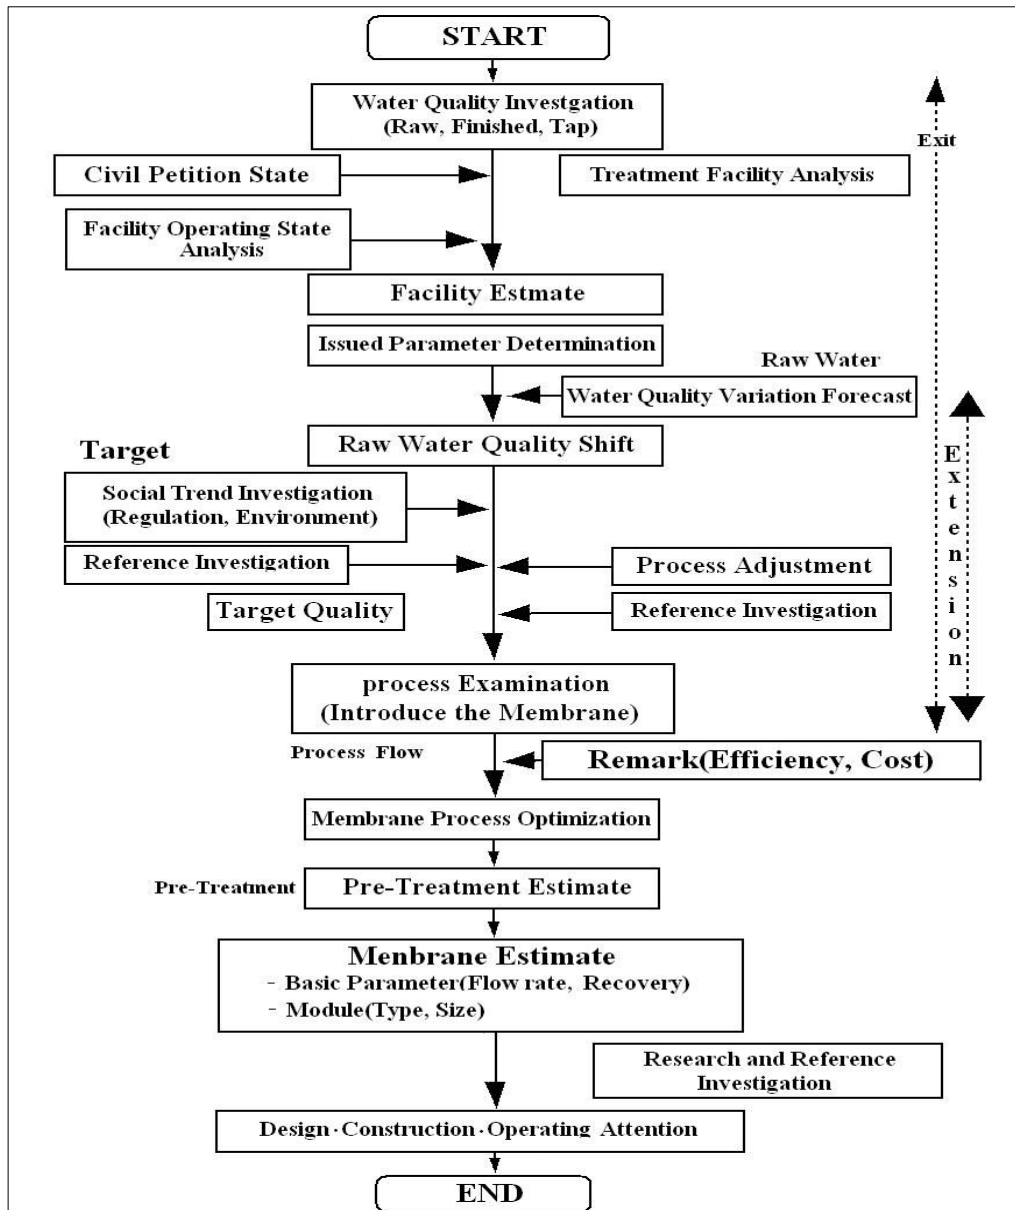 START
Water Quality Investgation
(Raw, Finished, Tap)
Exit
Civil Petition State
Treatment Facility Analysis
Facility Operating State
Analysis
Facility Estmate
Issued Parameter Determination
Raw Water
Water Quality Variation Forecast
Raw Water Quality Shift
Target
Extension
Social Trend Investigation
(Regulation, Environment)
Reference Investigation
Process Adjustment
Target Quality
Reference Investigation
process Examination
(Introduce the Membrane)
Process Flow
Remark(Efficiency, Cost)
Membrane Process Optimization
Pre-Treatment
Pre-Treatment Estimate
Menbrane Estimate
- Basic Parameter(Flow rate, Recovery)
- Module(Type, Size)
Research and Reference
Investigation
Design·Construction·Operating Attention
END